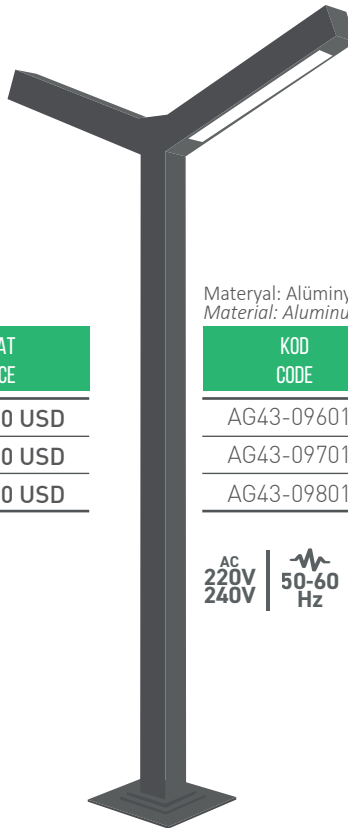 Materyal: Alüminy
Material: Aluminu
AT
CE
0 USD
0 USD
0 USD
KOD
CODE
AG43-09601
AG43-09701
AG43-09801
AC
220V
240V
50-60
Hz